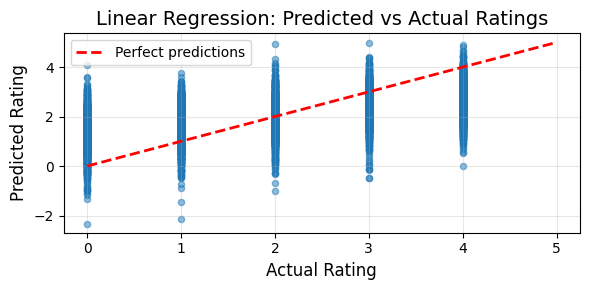 Linear Regression: Predicted vs Actual Ratings
Perfect predictions
Predicted Rating
4
2
0
−2
0 1 2 3 4 5
Actual Rating